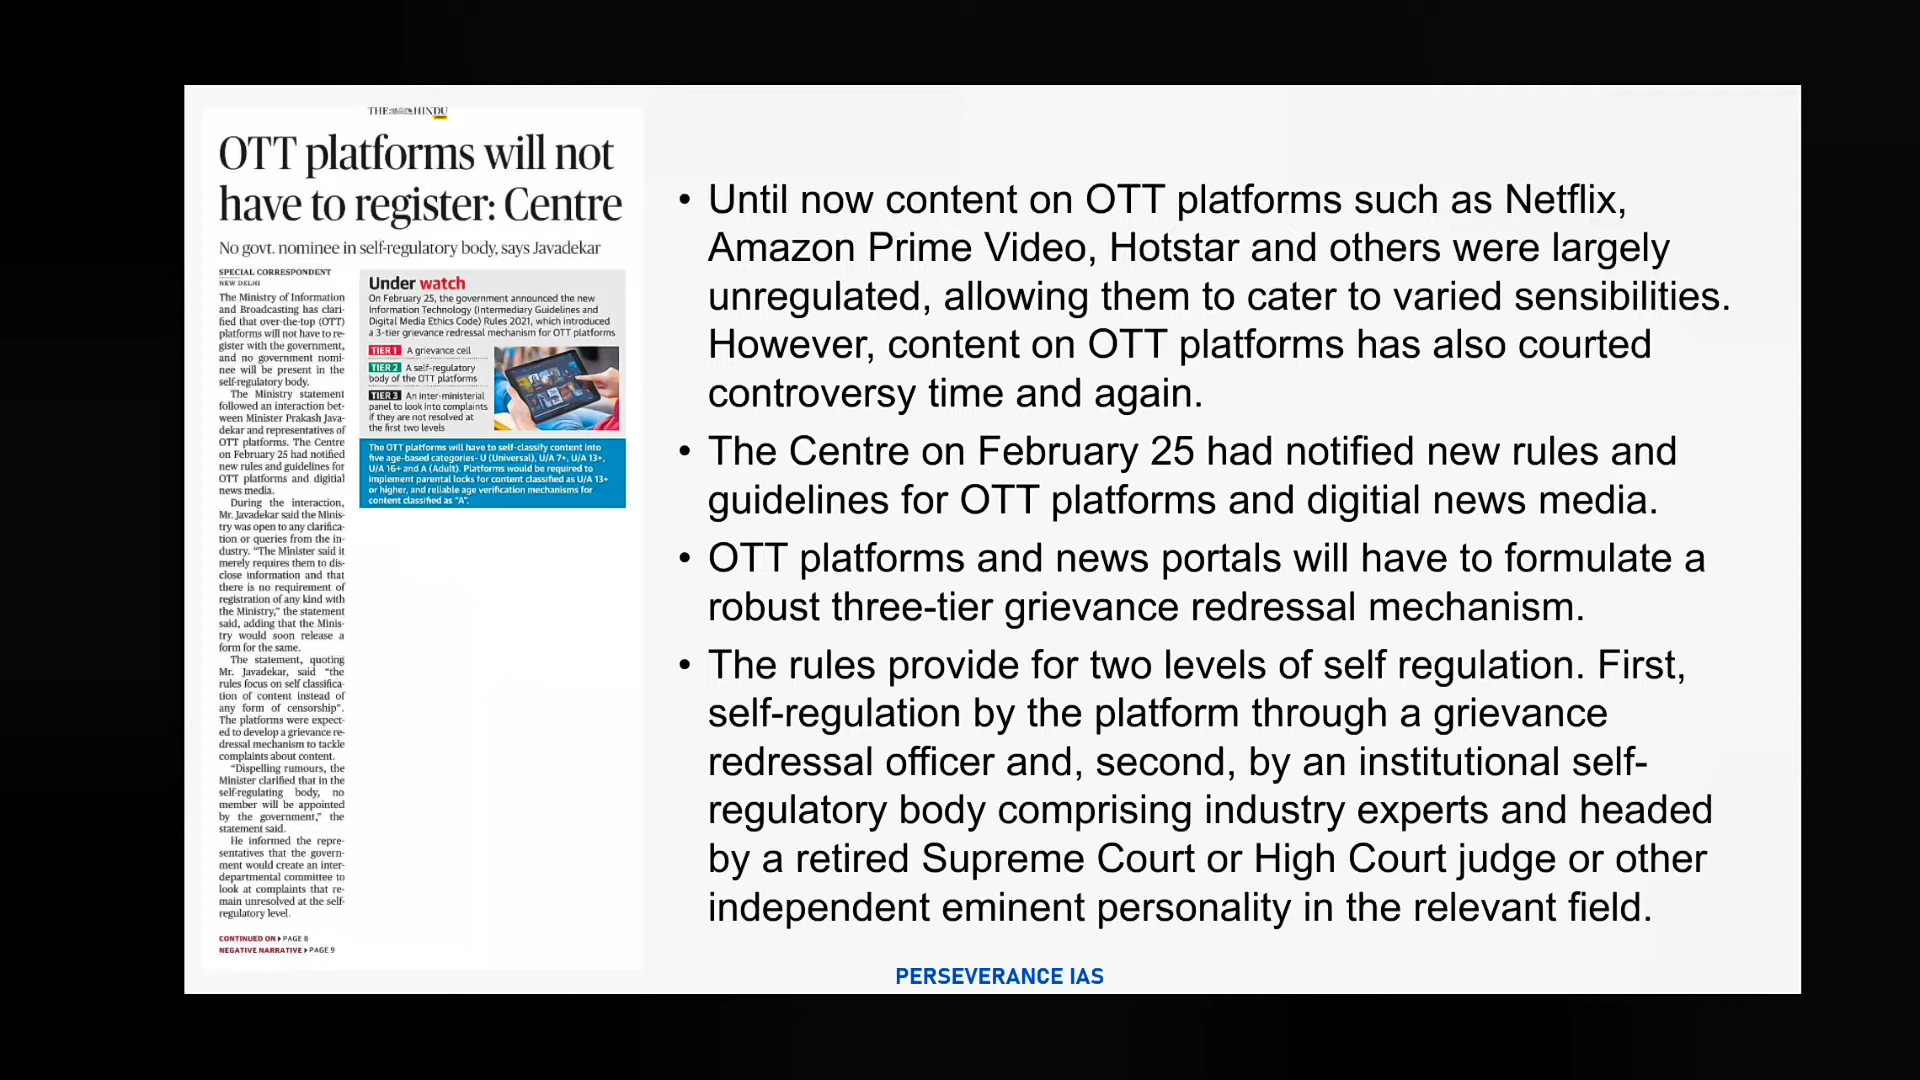 THE HINDU
OTT platforms will not
have to register: Centre
No govt. nominee in self-regulatory body, says Javadekar
SPECIAL CORRESPONDENT
NEW DELHI
The Ministry of Information
and Broadcasting has clari-
fied that over-the-top (OTT)
platforms will not have to re-
gister with the government,
and no government nomi-
nee will be present in the
self-regulatory body.
The Ministry statement
followed an interaction bet-
ween Minister Prakash Java-
dekar and representatives of
OTT platforms. The Centre
on February 25 had notified
new rules and guidelines for
OTT platforms and digitial
news media.
During the interaction,
Mr. Javadekar said the Minis-
try was open to any clarifica-
tion or queries from the in-
dustry. “The Minister said it
merely requires them to dis-
close information and that
there is no requirement of
registration of any kind with
the Ministry,” the statement
said, adding that the Minis-
try would soon release a
form for the same.
The statement, quoting
Mr. Javadekar, said “the
rules focus on self classifica-
tion of content instead of
any form of censorship”.
The platforms were expect-
ed to develop a grievance re-
dressal mechanism to tackle
complaints about content.
“Dispelling rumours, the
Minister clarified that in the
self-regulating body, no
member will be appointed
by the government,” the
statement said.
He informed the repre-
sentatives that the govern-
ment would create an inter-
departmental committee to
look at complaints that re-
main unresolved at the self-
regulatory level.
CONTINUED ON PAGE 8
NEGATIVE NARRATIVE PAGE 9
Under watch
On February 25, the government announced the new
Information Technology (Intermediary Guidelines and
Digital Media Ethics Code) Rules 2021, which introduced
a 3-tier grievance redressal mechanism for OTT platforms
TIER 1 A grievance cell
TIER 2 A self-regulatory
body of the OTT platforms
TIER 3 An inter-ministerial
panel to look into complaints
if they are not resolved at
the first two levels
The OTT platforms will have to self-classify content into
five age-based categories- U (Universal), U/A 7+, U/A 13+,
U/A 16+ and A (Adult). Platforms would be required to
implement parental locks for content classified as U/A 13+
or higher, and reliable age verification mechanisms for
content classified as "A".
• Until now content on OTT platforms such as Netflix,
Amazon Prime Video, Hotstar and others were largely
unregulated, allowing them to cater to varied sensibilities.
However, content on OTT platforms has also courted
controversy time and again.
• The Centre on February 25 had notified new rules and
guidelines for OTT platforms and digitial news media.
• OTT platforms and news portals will have to formulate a
robust three-tier grievance redressal mechanism.
• The rules provide for two levels of self regulation. First,
self-regulation by the platform through a grievance
redressal officer and, second, by an institutional self-
regulatory body comprising industry experts and headed
by a retired Supreme Court or High Court judge or other
independent eminent personality in the relevant field.
PERSEVERANCE IAS